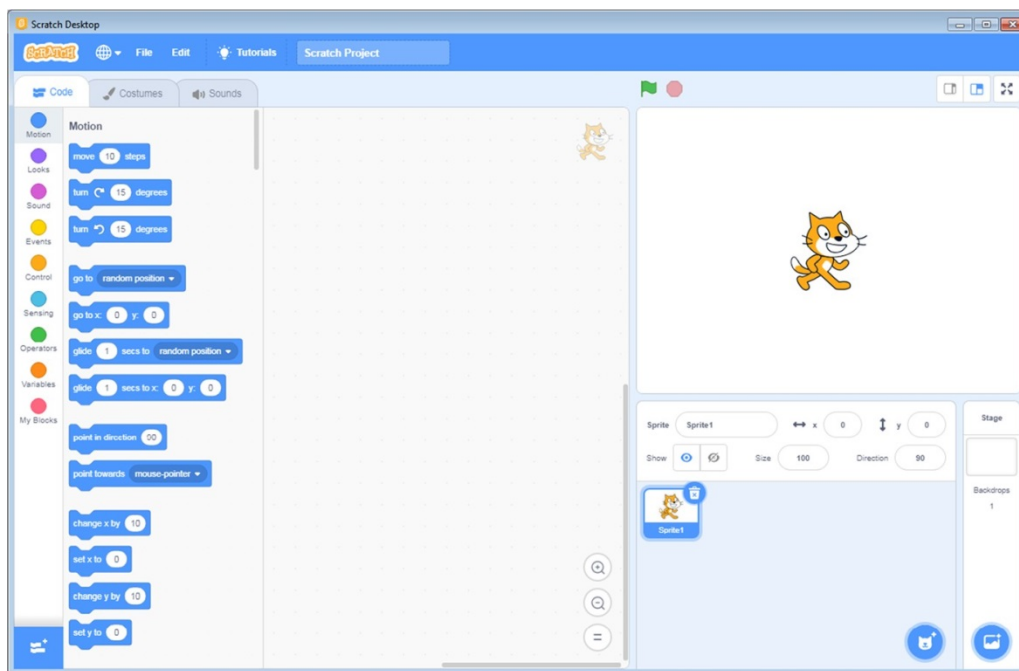 Scratch Desktop
SCRATCH File Edit Tutorials Scratch Project
Code Costumes Sounds
Motion
Looks
Sound
Events
Control
Sensing
Operators
Variables
My Blocks
Motion
move 10 steps
turn 15 degrees
turn 15 degrees
go to random position
go to x: 0 y: 0
glide 1 secs to random position
glide 1 secs to x: 0 y: 0
point in direction 90
point towards mouse-pointer
change x by 10
set x to 0
change y by 10
set y to 0
Sprite Sprite1 x 0 y 0
Show Size 100 Direction 90
Sprite1
Stage
Backdrops
1